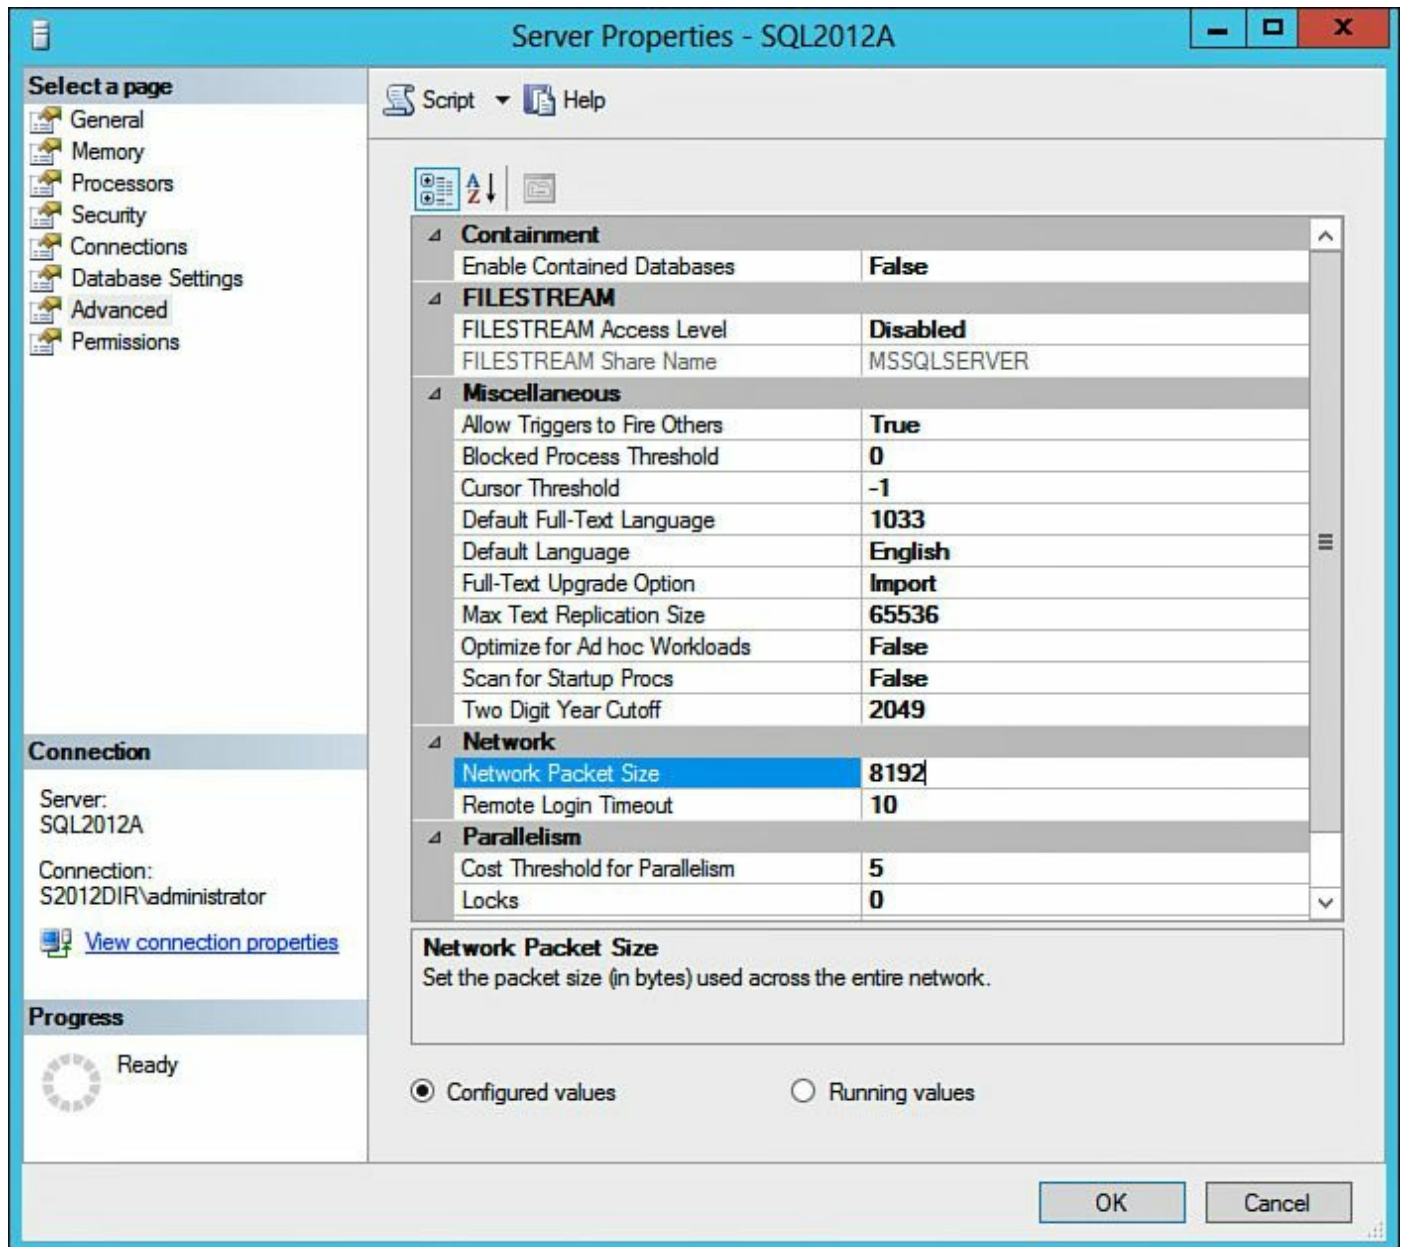 Server Properties - SQL2012A
Select a page
General
Memory
Processors
Security
Connections
Database Settings
Advanced
Permissions
Connection
Server:
SQL2012A
Connection:
S2012DIR\administrator
View connection properties
Progress
Ready
Script Help
Containment
Enable Contained Databases False
FILESTREAM
FILESTREAM Access Level Disabled
FILESTREAM Share Name MSSQLSERVER
Miscellaneous
Allow Triggers to Fire Others True
Blocked Process Threshold 0
Cursor Threshold -1
Default Full-Text Language 1033
Default Language English
Full-Text Upgrade Option Import
Max Text Replication Size 65536
Optimize for Ad hoc Workloads False
Scan for Startup Procs False
Two Digit Year Cutoff 2049
Network
Network Packet Size 8192
Remote Login Timeout 10
Parallelism
Cost Threshold for Parallelism 5
Locks 0
Network Packet Size
Set the packet size (in bytes) used across the entire network.
Configured values Running values
OK Cancel